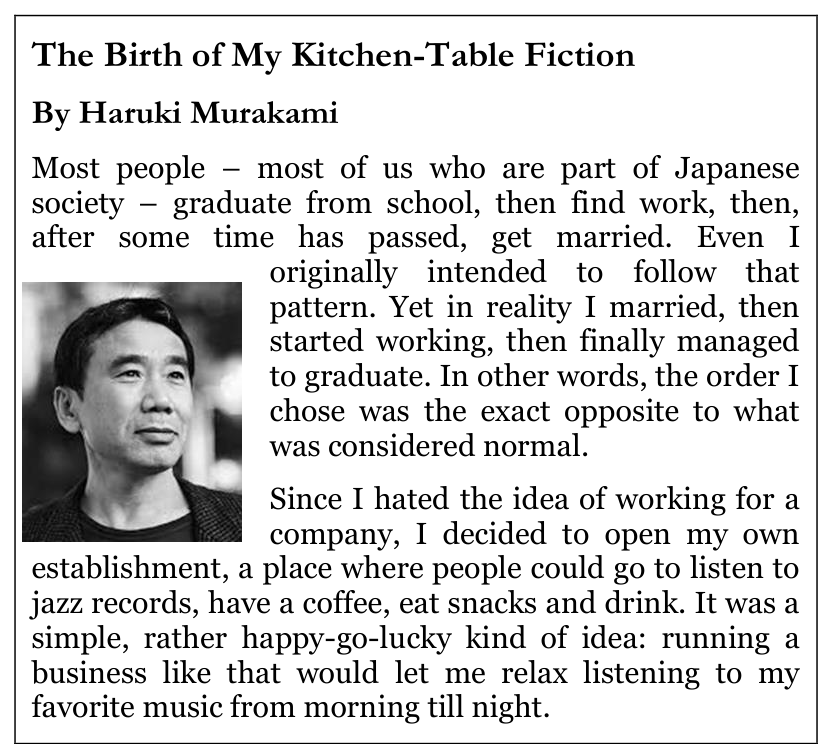 The Birth of My Kitchen-Table Fiction
By Haruki Murakami
Most people – most of us who are part of Japanese
society – graduate from school, then find work, then,
after some time has passed, get married. Even I
originally intended to follow that
pattern. Yet in reality I married, then
started working, then finally managed
to graduate. In other words, the order I
chose was the exact opposite to what
was considered normal.
Since I hated the idea of working for a
company, I decided to open my own
establishment, a place where people could go to listen to
jazz records, have a coffee, eat snacks and drink. It was a
simple, rather happy-go-lucky kind of idea: running a
business like that would let me relax listening to my
favorite music from morning till night.